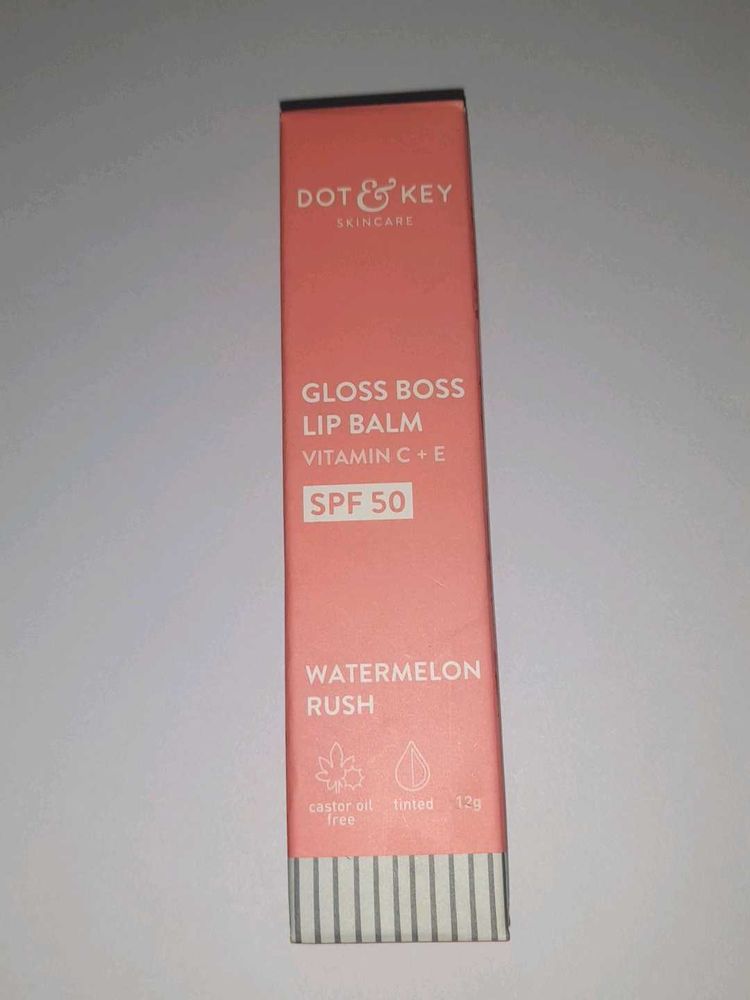 DOT & KEY
SKINCARE
GLOSS BOSS
LIP BALM
VITAMIN C + E
SPF 50
WATERMELON
RUSH
castor oil
free
tinted
12g